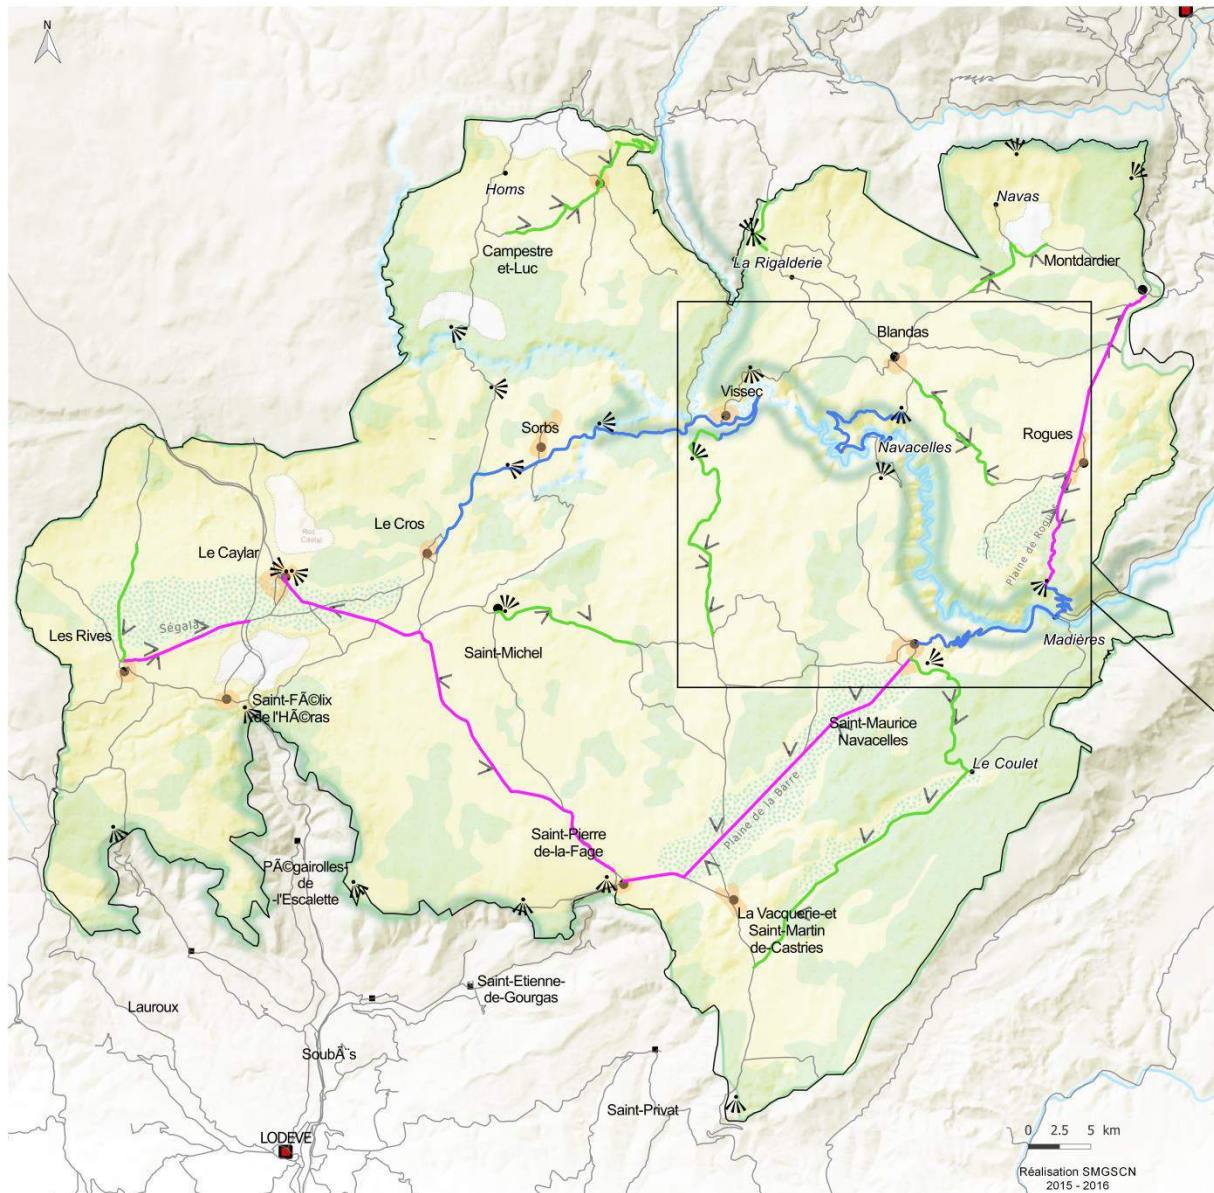 N
Homs
Navas
Campestre
et-Luc
La Rigalderie
Montdardier
Blandas
Vissec
Sorbs
Navacelles
Rogues
Le Cros
Roc
Castel
Plaine de Rogues
Le Caylar
Ségala
Les Rives
Saint-Michel
Madières
Saint-FÃ©lix
de l'HÃ©ras
Saint-Maurice
Navacelles
Le Coulet
Plaine de la Barre
Saint-Pierre
de-la-Fage
PÃ©gairolles-
de
-l'Escalette
La Vacquerie-et
Saint-Martin
de-Castries
Saint-Etienne-
de-Gourgas
Lauroux
SoubÃ¨s
Saint-Privat
LODEVE
0 2.5 5 km
Réalisation SMGSCN
2015 - 2016